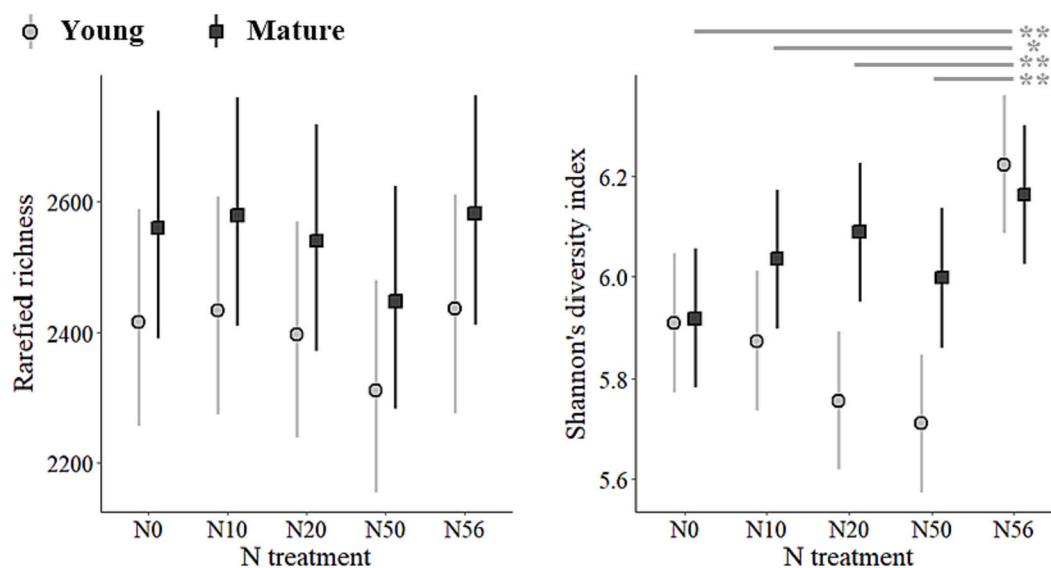 Young Mature
**
*
**
**
Rarefied richness
2600
2400
2200
N0 N10 N20 N50 N56
N treatment
Shannon's diversity index
6.2
6.0
5.8
5.6
N0 N10 N20 N50 N56
N treatment